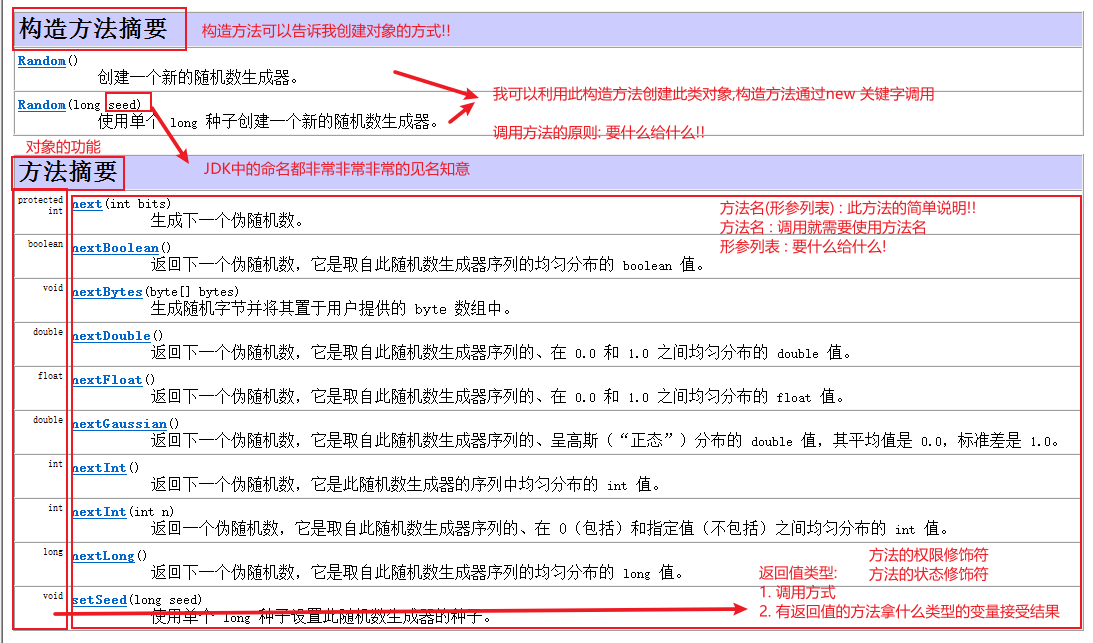 构造方法摘要 构造方法可以告诉我创建对象的方式!!
Random()
创建一个新的随机数生成器。
我可以利用此构造方法创建此类对象,构造方法通过new 关键字调用
Random(long seed)
使用单个 long 种子创建一个新的随机数生成器。
调用方法的原则: 要什么给什么!!
对象的功能
方法摘要 JDK中的命名都非常非常非常的见名知意
protected int next(int bits)
生成下一个伪随机数。
方法名(形参列表) : 此方法的简单说明!!
方法名 : 调用就需要使用方法名
形参列表 : 要什么给什么!
boolean nextBoolean()
返回下一个伪随机数，它是取自此随机数生成器序列的均匀分布的 boolean 值。
void nextBytes(byte[] bytes)
生成随机字节并将其置于用户提供的 byte 数组中。
double nextDouble()
返回下一个伪随机数，它是取自此随机数生成器序列的、在 0.0 和 1.0 之间均匀分布的 double 值。
float nextFloat()
返回下一个伪随机数，它是取自此随机数生成器序列的、在 0.0 和 1.0 之间均匀分布的 float 值。
double nextGaussian()
返回下一个伪随机数，它是取自此随机数生成器序列的、呈高斯（“正态”）分布的 double 值，其平均值是 0.0，标准差是 1.0。
int nextInt()
返回下一个伪随机数，它是此随机数生成器的序列中均匀分布的 int 值。
int nextInt(int n)
返回一个伪随机数，它是取自此随机数生成器序列的、在 0（包括）和指定值（不包括）之间均匀分布的 int 值。
long nextLong()
返回下一个伪随机数，它是取自此随机数生成器序列的均匀分布的 long 值。
方法的权限修饰符
方法的状态修饰符
返回值类型:
1. 调用方式
2. 有返回值的方法拿什么类型的变量接受结果
void setSeed(long seed)
使用单个 long 种子设置此随机数生成器的种子。